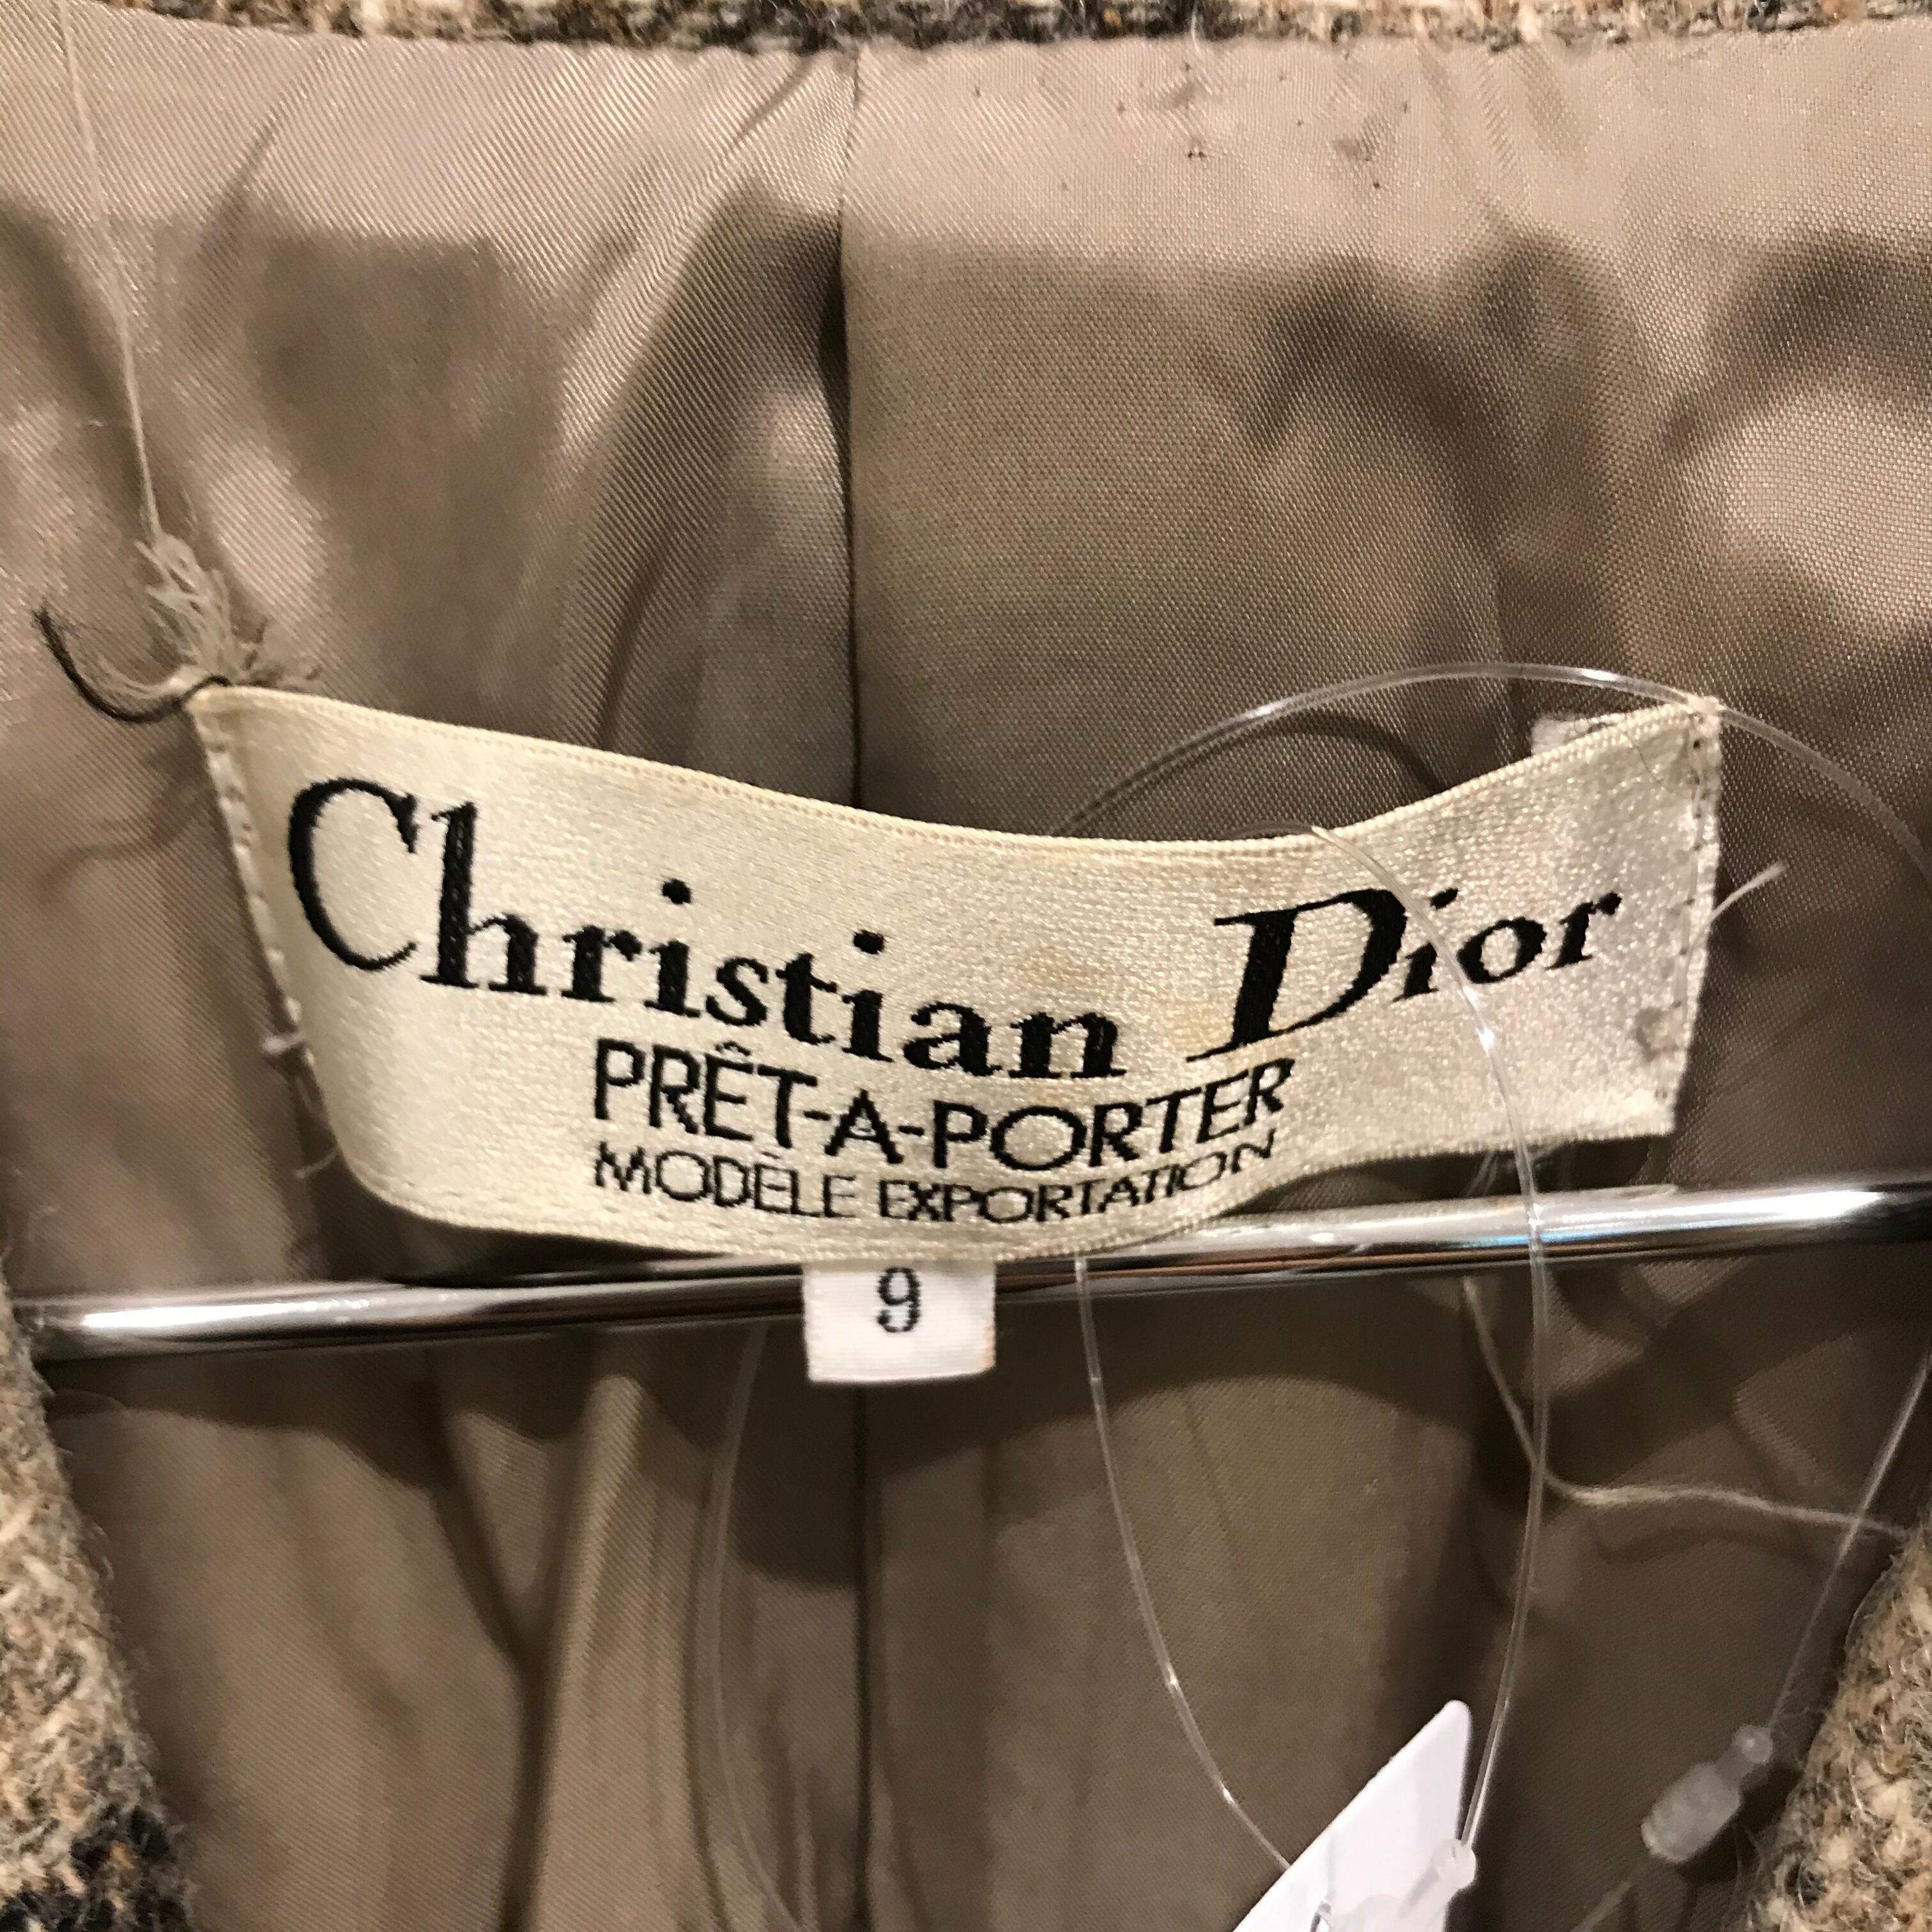 Christian Dior
PRÊT-A-PORTER
MODÈLE EXPORTATION
9